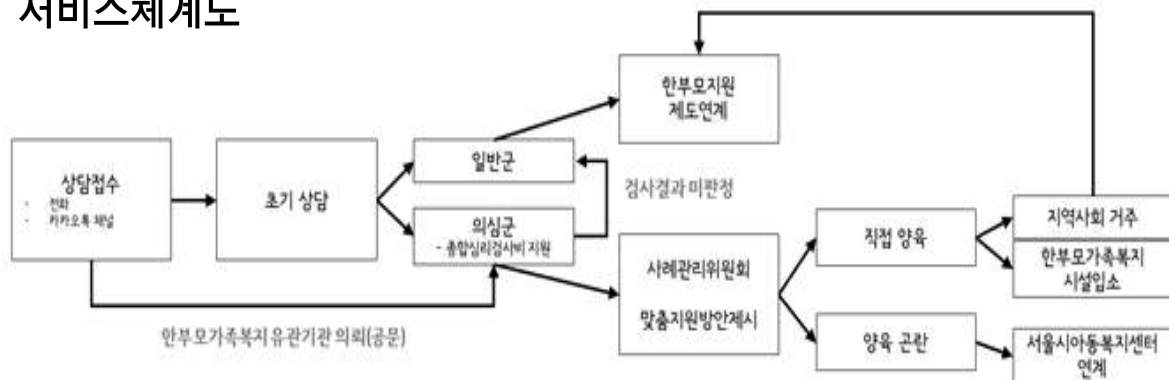 서비스체계도
한부모지원
제도연계
상담접수
- 전화
- 카카오톡 채널
초기 상담
일반군
의심군
- 종합심리검사비 지원
검사결과 미판정
한부모가족복지 유관기관 의뢰(공문)
사례관리위원회
맞춤지원방안제시
직접 양육
양육 곤란
지역사회 거주
한부모가족복지
시설입소
서울시아동복지센터
연계